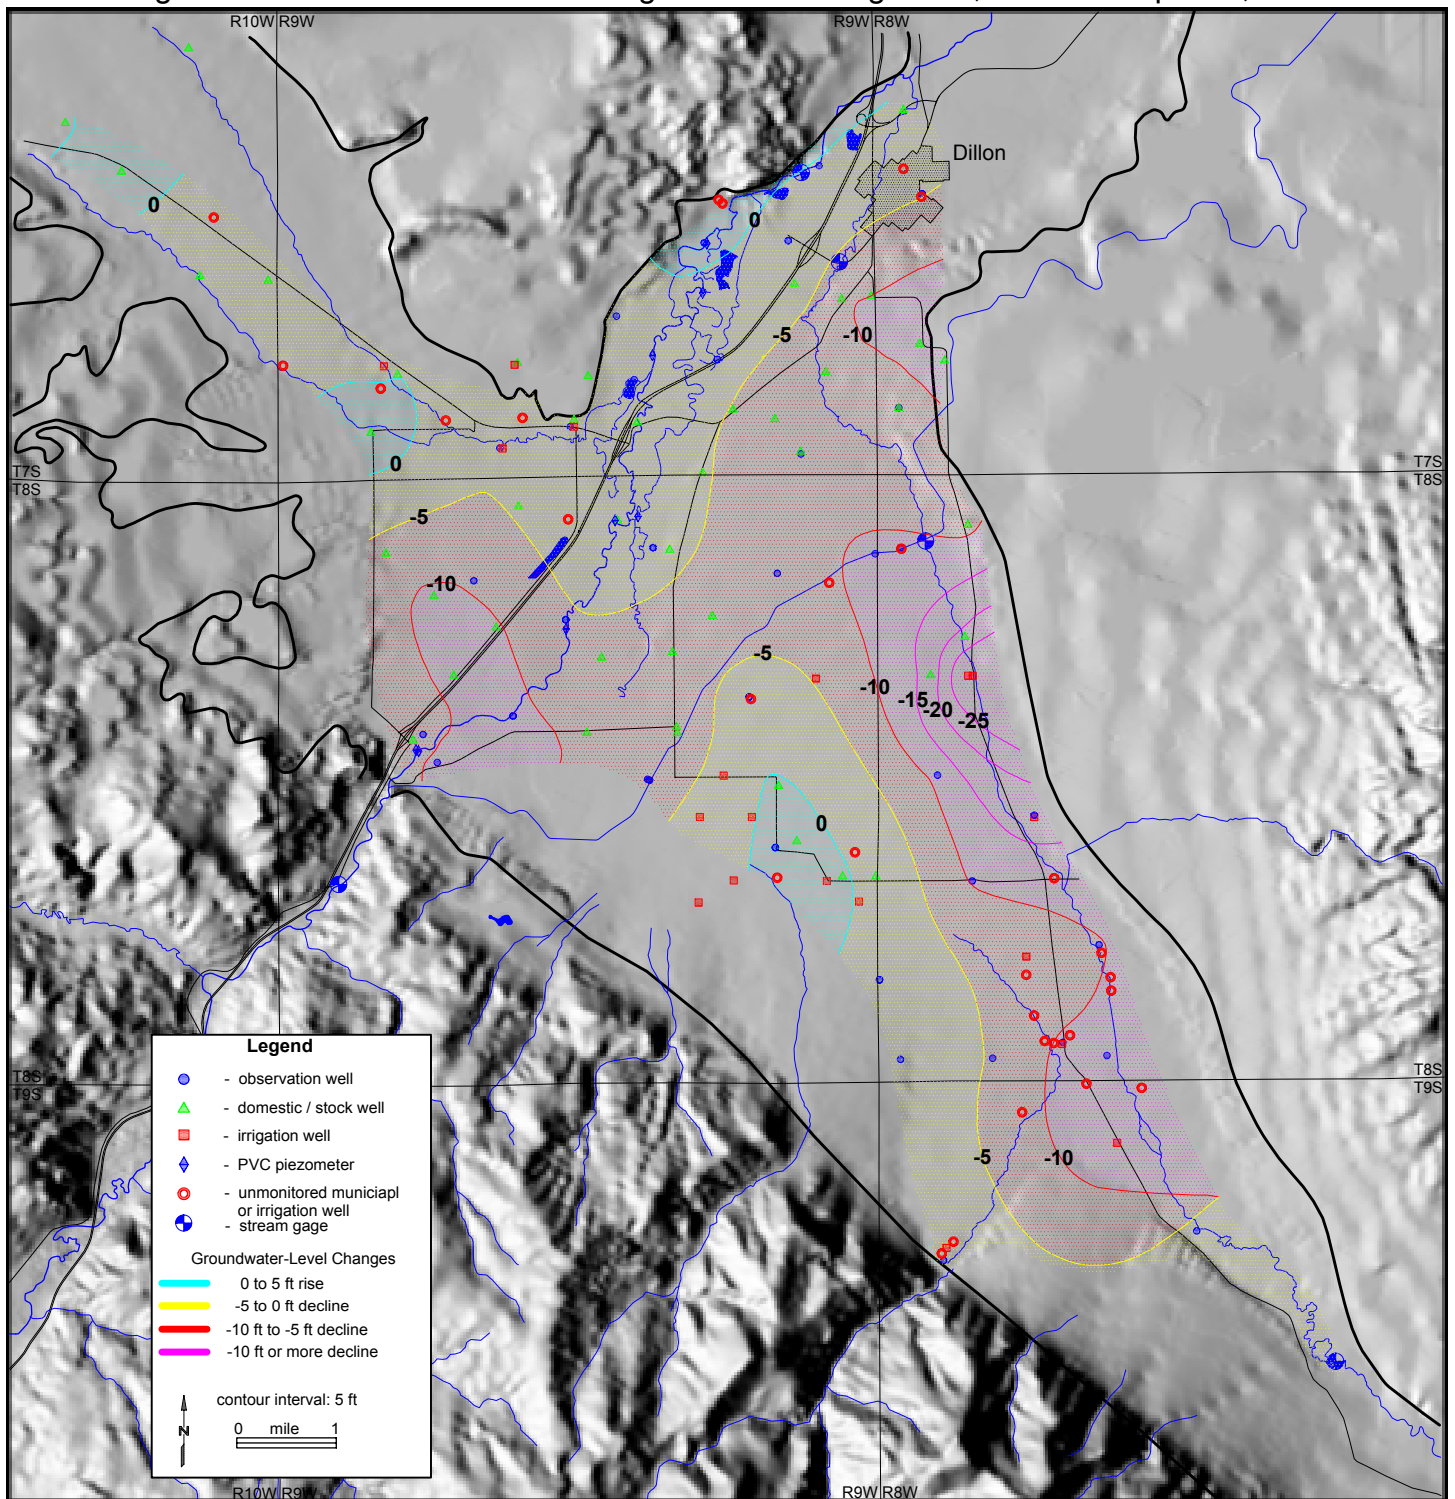 R10W R9W
R9W R8W
Dillon
0
0
-5
-10
0
T7S
T8S
T7S
T8S
-5
-10
-5
-10
-15
-20
-25
0
Legend
- observation well
- domestic / stock well
- irrigation well
- PVC piezometer
- unmonitored municiapl
or irrigation well
- stream gage
Groundwater-Level Changes
0 to 5 ft rise
-5 to 0 ft decline
-10 ft to -5 ft decline
-10 ft or more decline
contour interval: 5 ft
N
0 mile 1
T8S
T9S
T8S
T9S
-5
-10
R10W R9W
R9W R8W